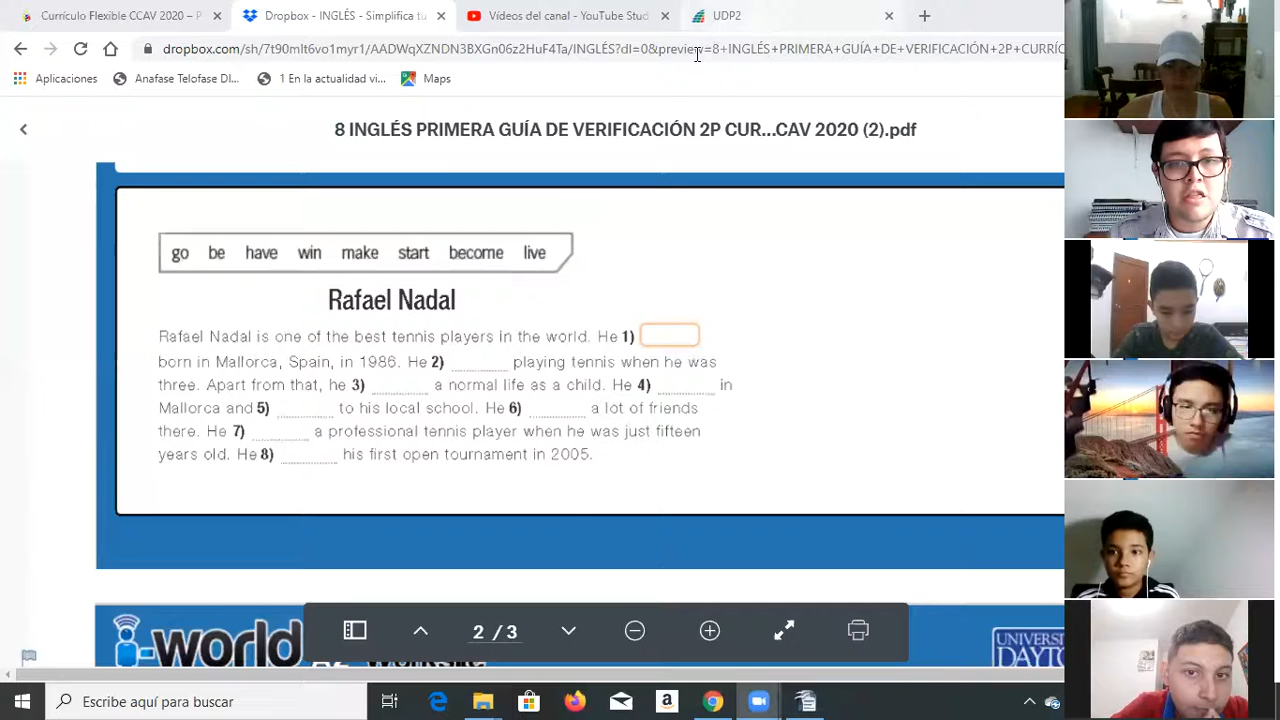 Currículo Flexible CCAV 2020 – P
Dropbox - INGLÉS - Simplifica tu
Vídeos del canal - YouTube Stud
UDP2
dropbox.com/sh/7t90mlt6vo1myr1/AADWqXZNDN3BXGn06z2H_F4Ta/INGLÉS?dl=0&preview=8+INGLÉS+PRIMERA+GUÍA+DE+VERIFICACIÓN+2P+CURRÍC
Aplicaciones
Anafase Telofase Di...
1 En la actualidad vi...
Maps
8 INGLÉS PRIMERA GUÍA DE VERIFICACIÓN 2P CUR...CAV 2020 (2).pdf
go be have win make start become live
Rafael Nadal
Rafael Nadal is one of the best tennis players in the world. He 1)
born in Mallorca, Spain, in 1986. He 2) ........ playing tennis when he was
three. Apart from that, he 3) ........ a normal life as a child. He 4) ........ in
Mallorca and 5) ........ to his local school. He 6) ........ a lot of friends
there. He 7) ........ a professional tennis player when he was just fifteen
years old. He 8) ........ his first open tournament in 2005.
2 / 3
i-world
UNIVERS
DAYTO
Escribe aquí para buscar